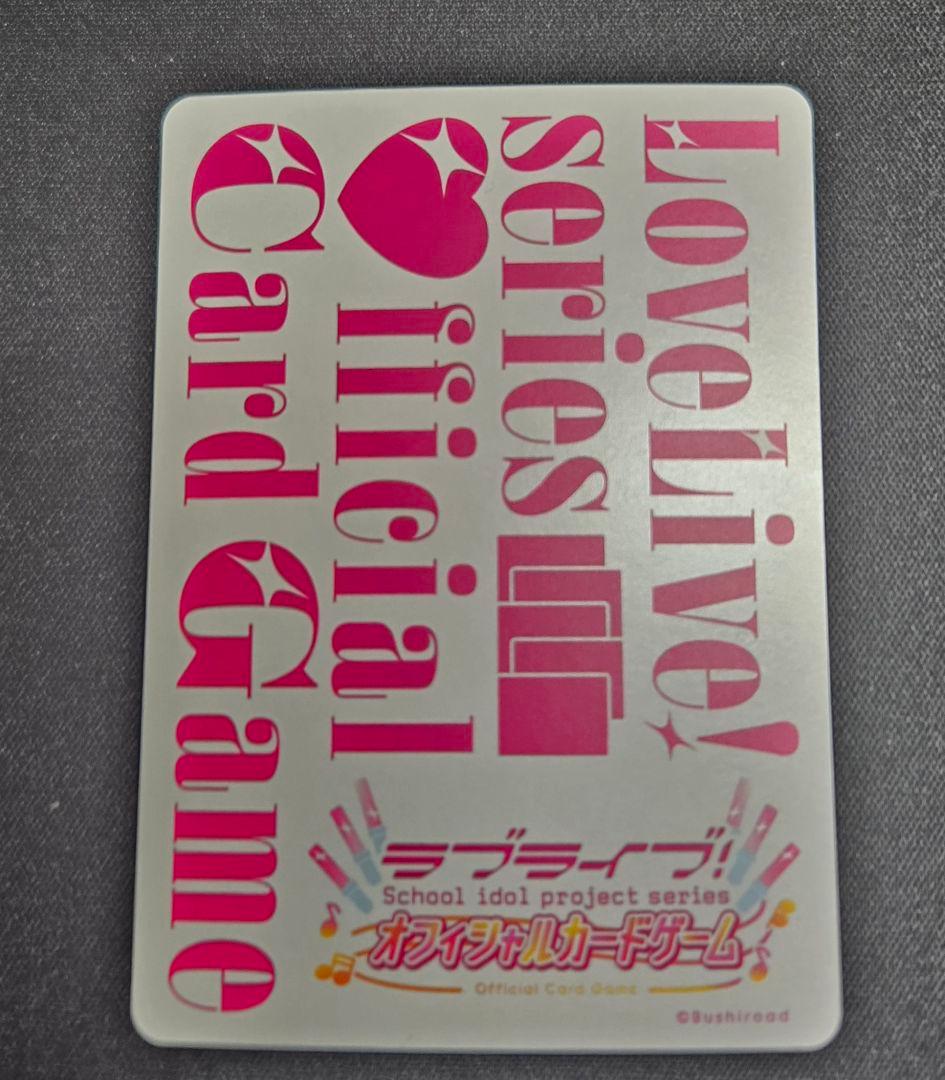 LoveLive!
series
♥fficial
Card Game
ラブライブ!
School idol project series
オフィシャルカードゲーム
Official Card Game
©Bushiroad